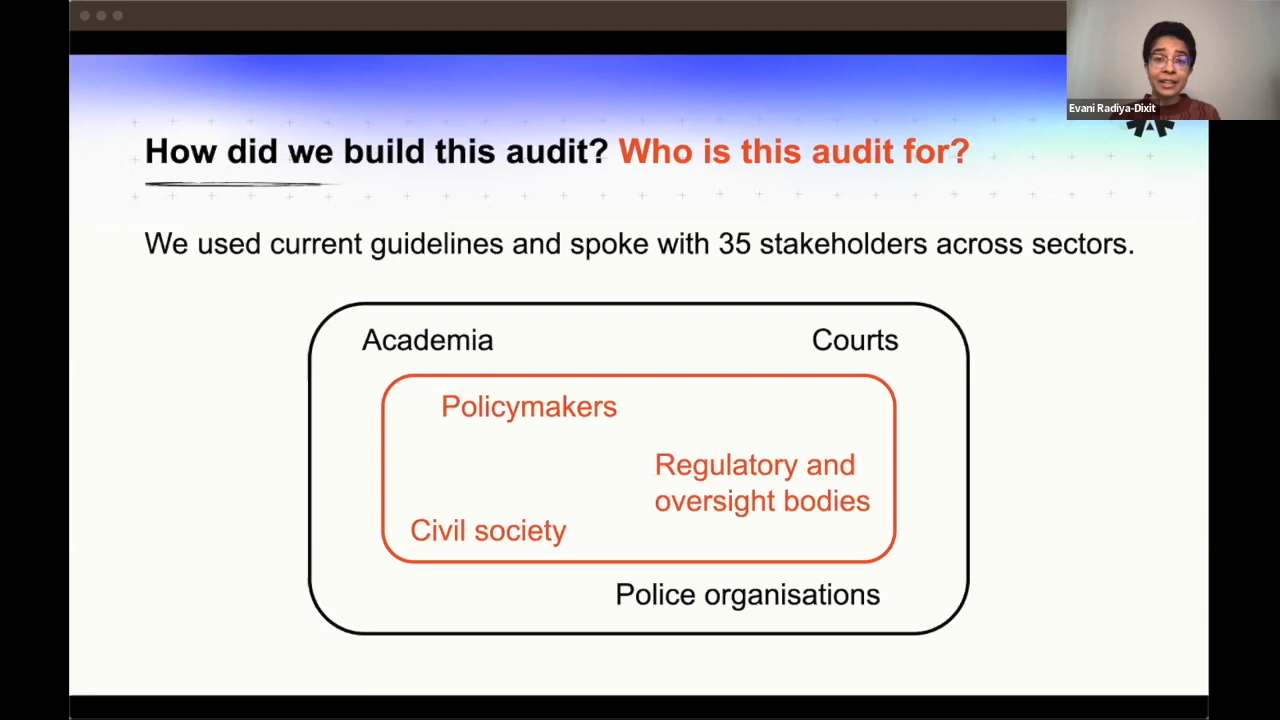 Evani Radiya-Dixit
How did we build this audit? Who is this audit for?
We used current guidelines and spoke with 35 stakeholders across sectors.
Academia
Courts
Policymakers
Regulatory and
oversight bodies
Civil society
Police organisations